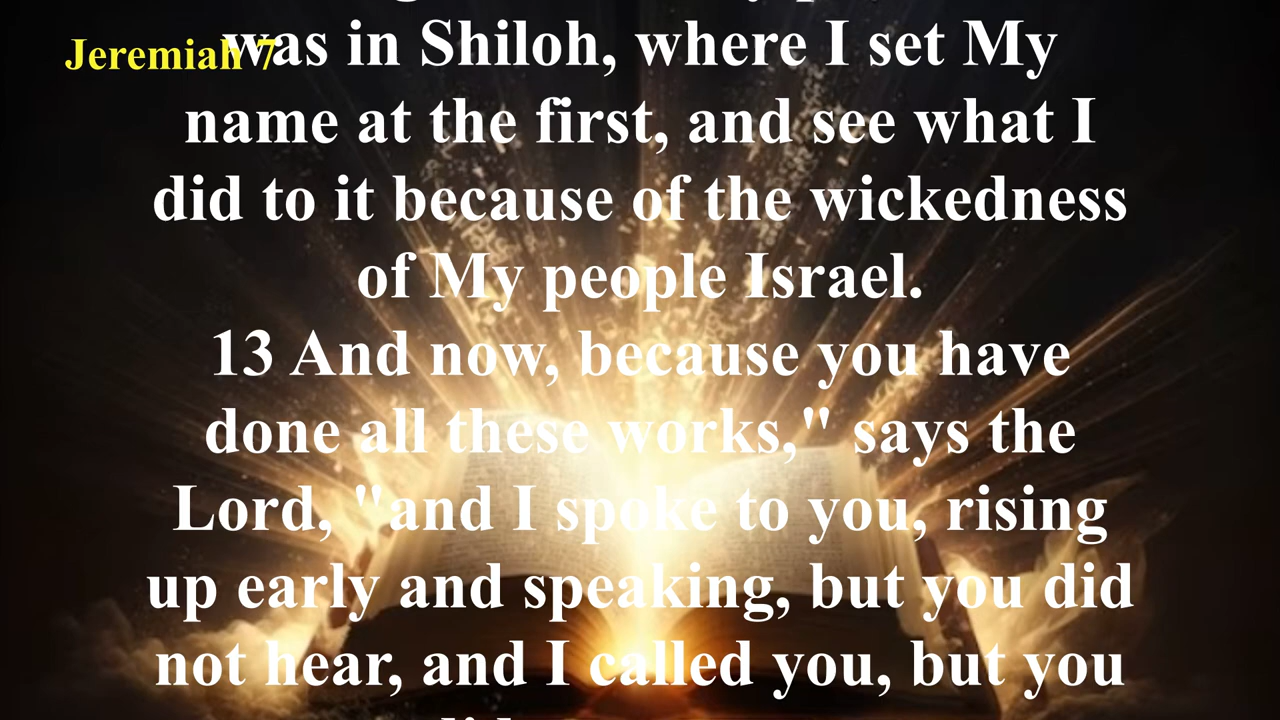 Jeremiah 7
was in Shiloh, where I set My
name at the first, and see what I
did to it because of the wickedness
of My people Israel.
13 And now, because you have
done all these works," says the
Lord, "and I spoke to you, rising
up early and speaking, but you did
not hear, and I called you, but you